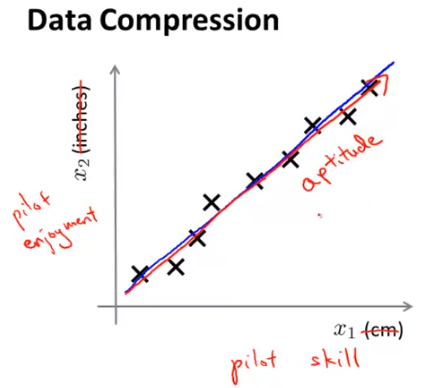 Data Compression
x₂ (inches)
pilot
enjoyment
aptitude
x₁ (cm)
pilot skill